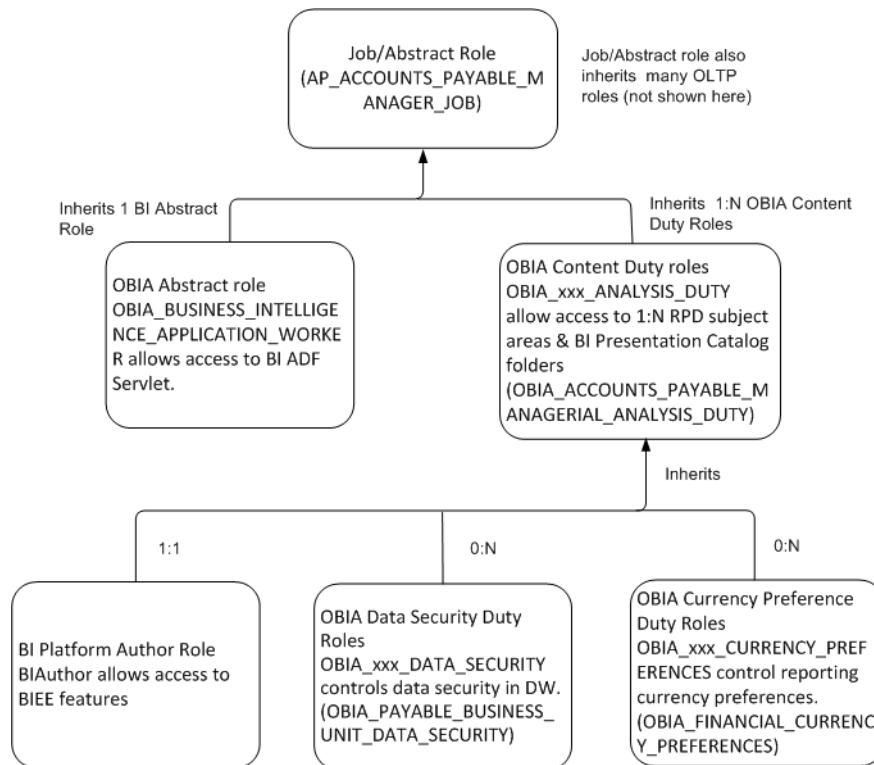 Job/Abstract Role
(AP_ACCOUNTS_PAYABLE_M
ANAGER_JOB)
Job/Abstract role also
inherits many OLTP
roles (not shown here)
Inherits 1 BI Abstract
Role
Inherits 1:N OBIA Content
Duty Roles
OBIA Abstract role
OBIA_BUSINESS_INTELLIGE
NCE_APPLICATION_WORKE
R allows access to BI ADF
Servlet.
OBIA Content Duty roles
OBIA_xxx_ANALYSIS_DUTY
allow access to 1:N RPD subject
areas & BI Presentation Catalog
folders
(OBIA_ACCOUNTS_PAYABLE_M
ANAGERIAL_ANALYSIS_DUTY)
Inherits
1:1
0:N
0:N
BI Platform Author Role
BIAuthor allows access to
BIEE features
OBIA Data Security Duty
Roles
OBIA_xxx_DATA_SECURITY
controls data security in DW.
(OBIA_PAYABLE_BUSINESS_
UNIT_DATA_SECURITY)
OBIA Currency Preference
Duty Roles
OBIA_xxx_CURRENCY_PREF
ERENCES control reporting
currency preferences.
(OBIA_FINANCIAL_CURRENC
Y_PREFERENCES)